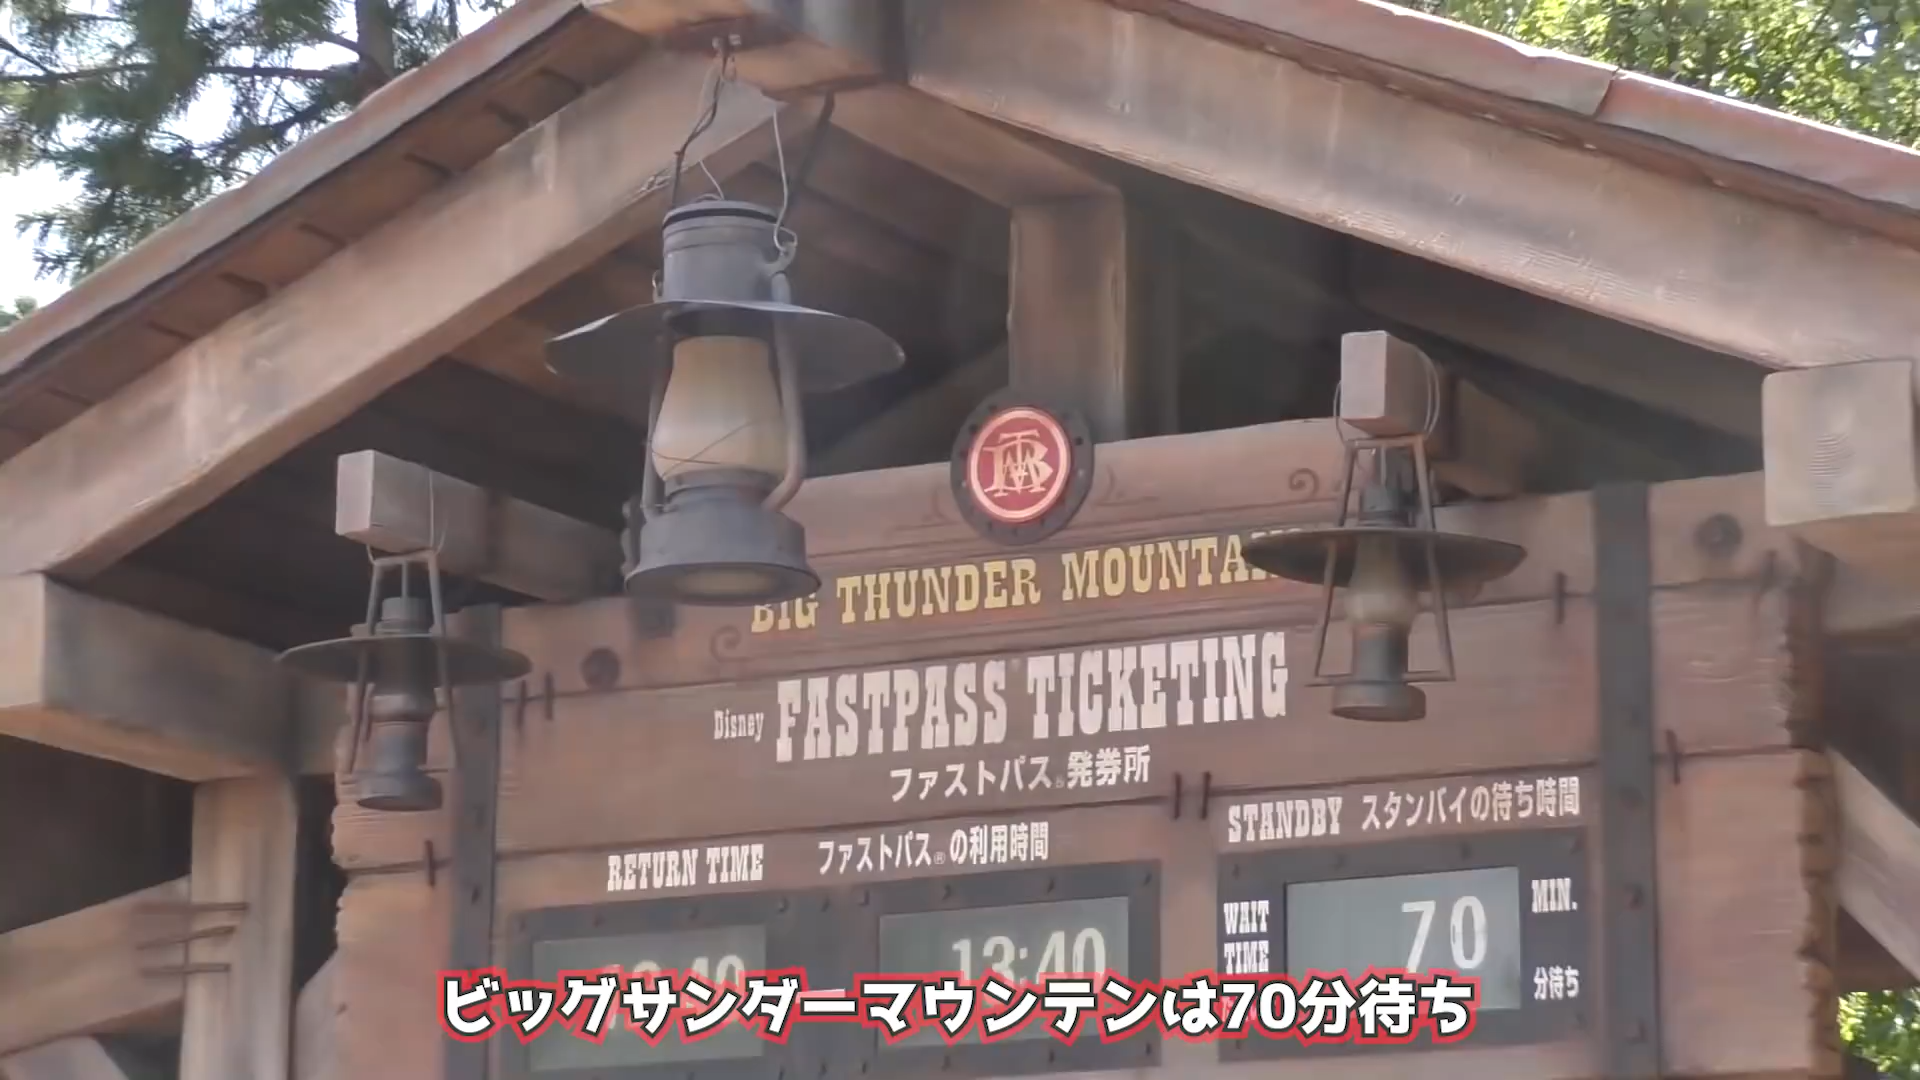 BTM
BIG THUNDER MOUNTAIN
Disney FASTPASS TICKETING
ファストパス®発券所
RETURN TIME ファストパス®の利用時間
STANDBY スタンバイの待ち時間
13:40
WAIT TIME 70 MIN.
分待ち
ビッグサンダーマウンテンは70分待ち